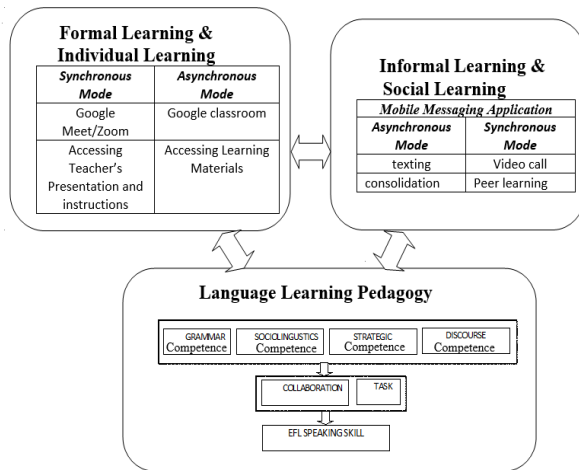 Formal Learning &
Individual Learning
Synchronous Mode
Asynchronous Mode
Google Meet/Zoom
Google classroom
Accessing Teacher's Presentation and instructions
Accessing Learning Materials
Informal Learning &
Social Learning
Mobile Messaging Application
Asynchronous Mode
Synchronous Mode
texting
Video call
consolidation
Peer learning
Language Learning Pedagogy
GRAMMAR Competence
SOCIOLINGUISTICS Competence
STRATEGIC Competence
DISCOURSE Competence
COLLABORATION
TASK
EFL SPEAKING SKILL